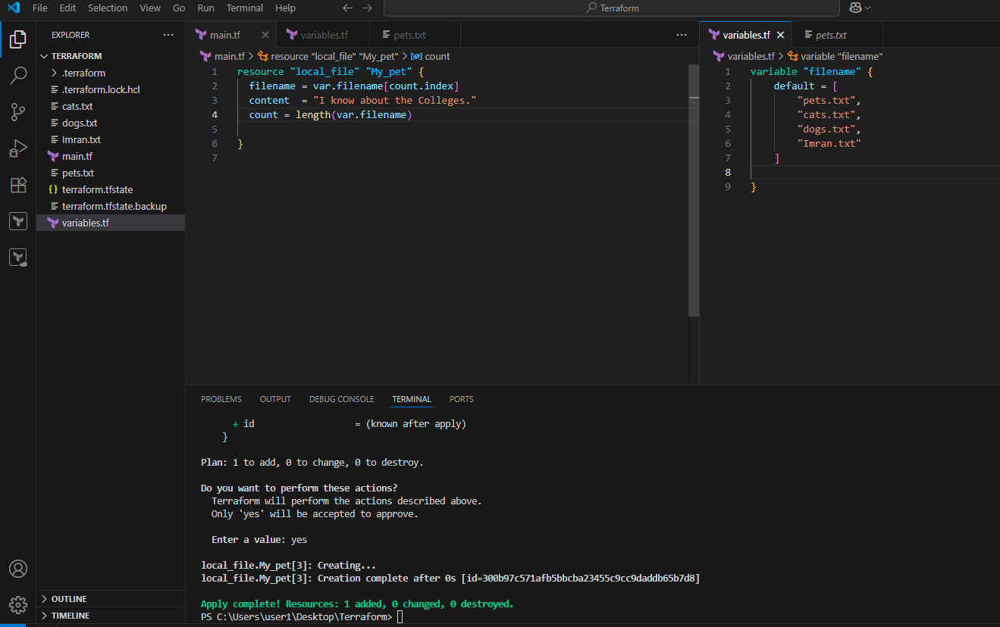 File Edit Selection View Go Run Terminal Help
Terraform
EXPLORER
TERRAFORM
.terraform
.terraform.lock.hcl
cats.txt
dogs.txt
Imran.txt
main.tf
pets.txt
terraform.tfstate
terraform.tfstate.backup
variables.tf
OUTLINE
TIMELINE
main.tf variables.tf pets.txt
main.tf > resource "local_file" "My_pet" > count
1 resource "local_file" "My_pet" {
2 filename = var.filename[count.index]
3 content  = "I know about the Colleges."
4 count = length(var.filename)
5
6 }
7
variables.tf pets.txt
variables.tf > variable "filename"
1 variable "filename" {
2 default = [
3 "pets.txt",
4 "cats.txt",
5 "dogs.txt",
6 "Imran.txt"
7 ]
8
9 }
PROBLEMS OUTPUT DEBUG CONSOLE TERMINAL PORTS
+ id = (known after apply)
}
Plan: 1 to add, 0 to change, 0 to destroy.
Do you want to perform these actions?
Terraform will perform the actions described above.
Only 'yes' will be accepted to approve.
Enter a value: yes
local_file.My_pet[3]: Creating...
local_file.My_pet[3]: Creation complete after 0s [id=300b97c571afb5bbcba23455c9cc9daddb65b7d8]
Apply complete! Resources: 1 added, 0 changed, 0 destroyed.
PS C:\Users\user1\Desktop\Terraform>